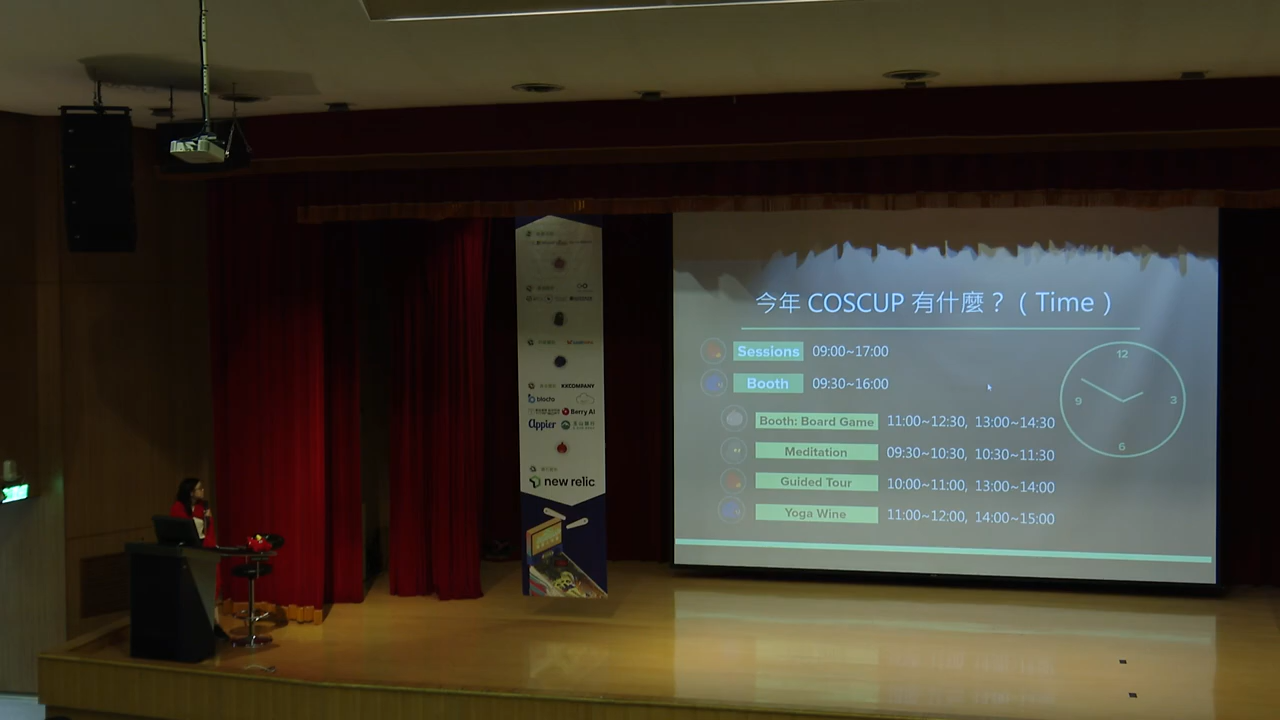 今年 COSCUP 有什麼？ ( Time )
Sessions 09:00~17:00
Booth 09:30~16:00
Booth: Board Game 11:00~12:30, 13:00~14:30
Meditation 09:30~10:30, 10:30~11:30
Guided Tour 10:00~11:00, 13:00~14:00
Yoga Wine 11:00~12:00, 14:00~15:00
12
9
3
6
KKCOMPANY
blocto
Berry AI
Appier
new relic